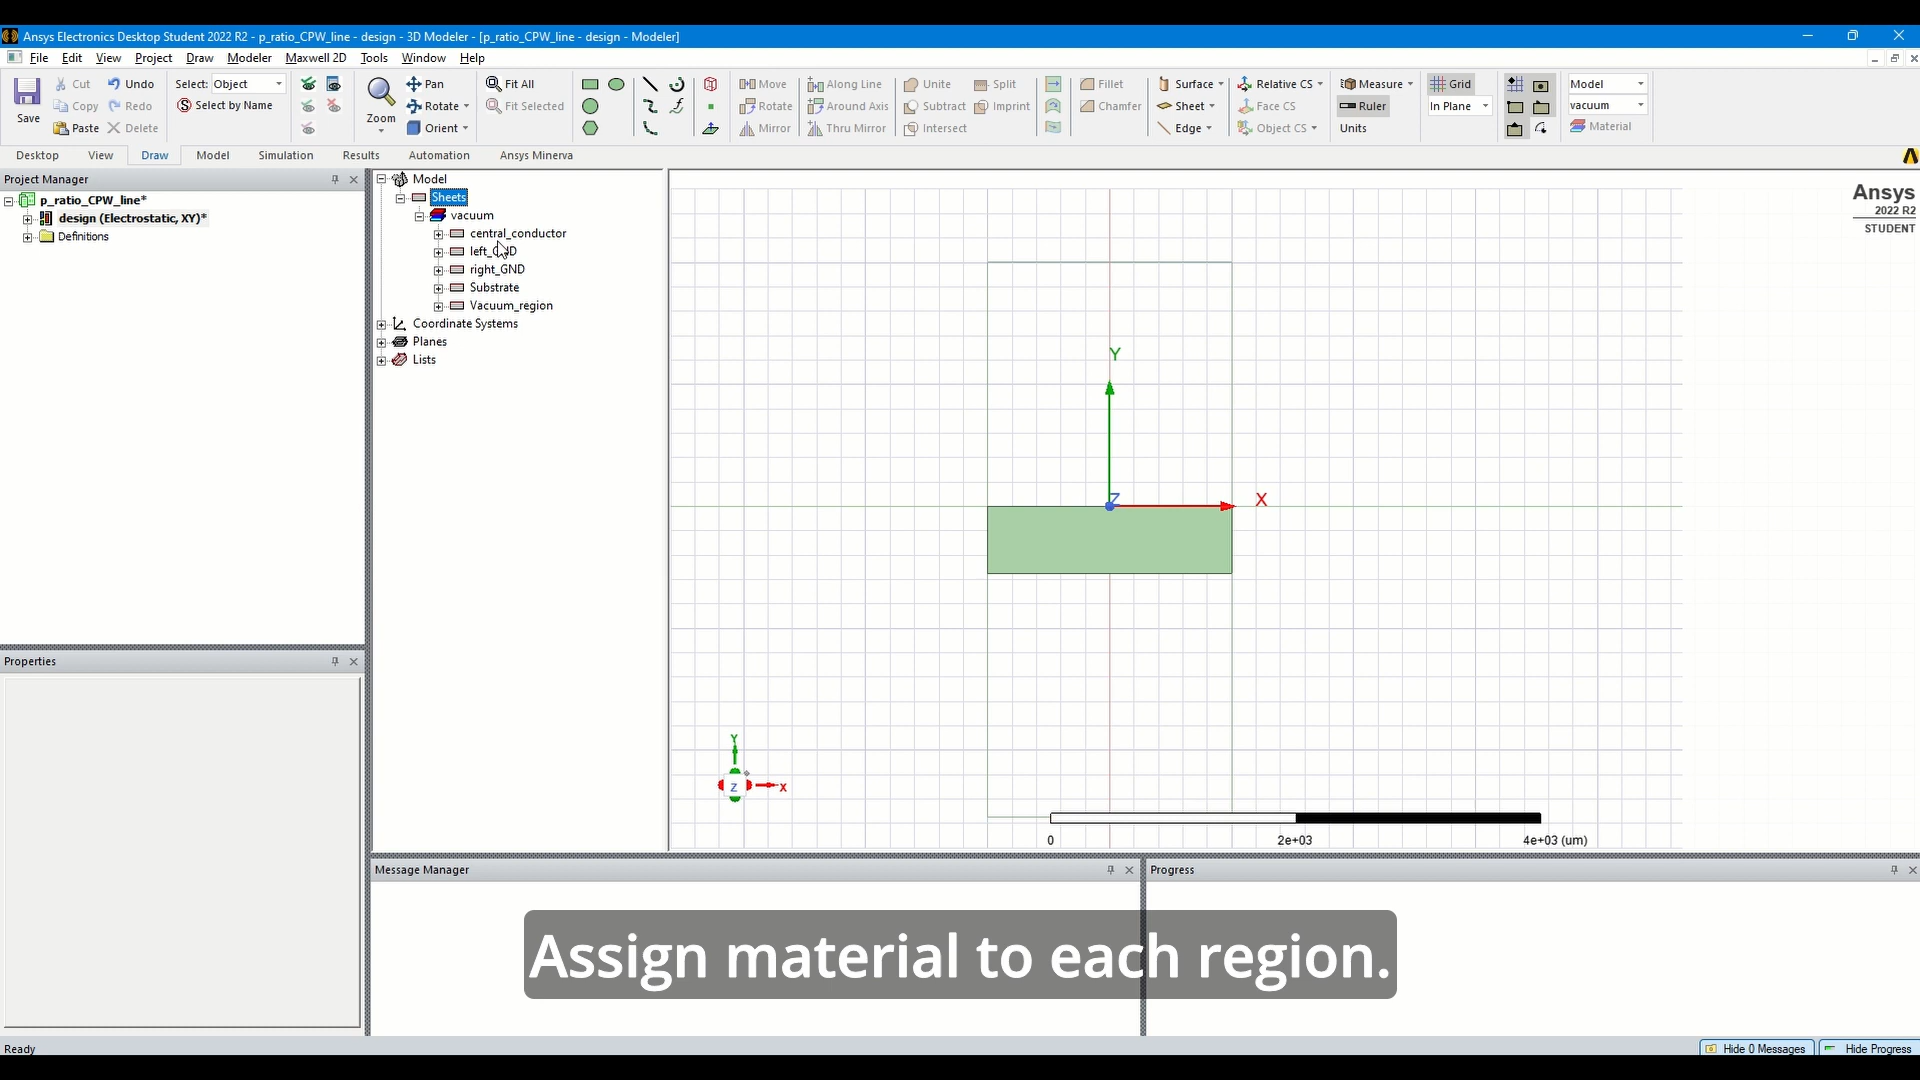 Ansys Electronics Desktop Student 2022 R2 - p_ratio_CPW_line - design - 3D Modeler - [p_ratio_CPW_line - design - Modeler]
File Edit View Project Draw Modeler Maxwell 2D Tools Window Help
Save
Cut
Copy
Paste
Undo
Redo
Delete
Select: Object
Select by Name
Zoom
Pan
Rotate
Orient
Fit All
Fit Selected
Move
Rotate
Mirror
Along Line
Around Axis
Thru Mirror
Unite
Subtract
Intersect
Split
Imprint
Fillet
Chamfer
Surface
Sheet
Edge
Relative CS
Face CS
Object CS
Measure
Ruler
Units
Grid
In Plane
Model
vacuum
Material
Desktop View Draw Model Simulation Results Automation Ansys Minerva
Project Manager
p_ratio_CPW_line*
design (Electrostatic, XY)*
Definitions
Properties
Model
Sheets
vacuum
central_conductor
left_GND
right_GND
Substrate
Vacuum_region
Coordinate Systems
Planes
Lists
Ansys
2022 R2
STUDENT
Y
Z
X
Y
Z
X
0 2e+03 4e+03 (um)
Message Manager
Progress
Assign material to each region.
Ready
Hide 0 Messages
Hide Progress